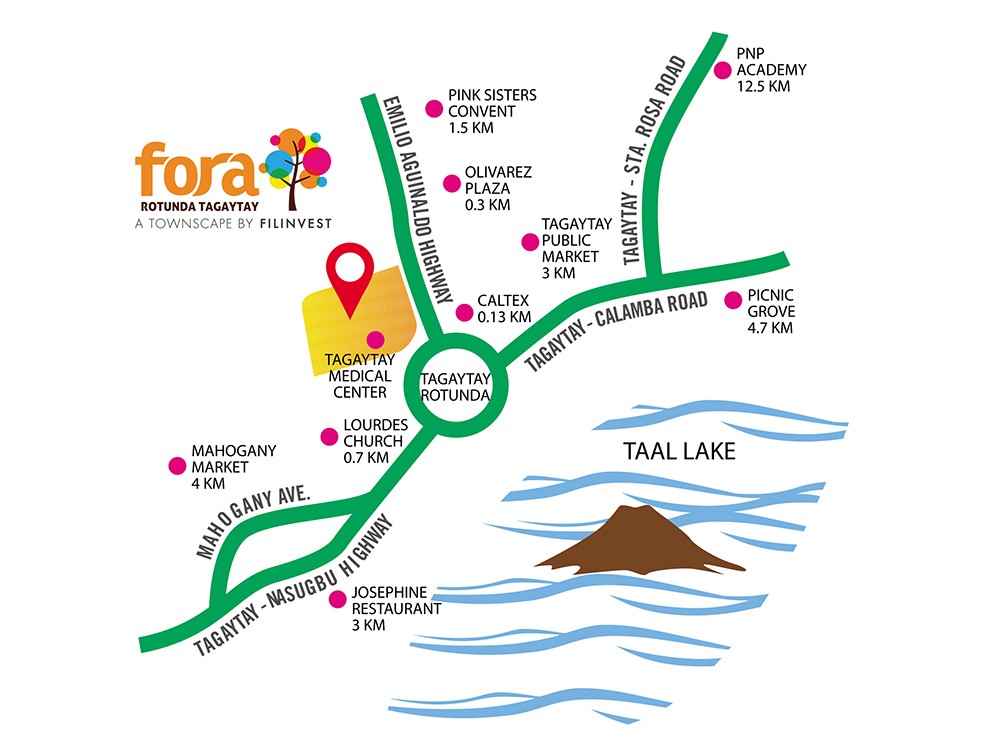 PNP
ACADEMY
12.5 KM
PINK SISTERS
CONVENT
1.5 KM
EMILIO AGUINALDO HIGHWAY
TAGAYTAY - STA. ROSA ROAD
fora
ROTUNDA TAGAYTAY
A TOWNSCAPE BY FILINVEST
OLIVAREZ
PLAZA
0.3 KM
TAGAYTAY
PUBLIC
MARKET
3 KM
CALTEX
0.13 KM
TAGAYTAY - CALAMBA ROAD
PICNIC
GROVE
4.7 KM
TAGAYTAY
MEDICAL
CENTER
TAGAYTAY
ROTUNDA
LOURDES
CHURCH
0.7 KM
MAHOGANY
MARKET
4 KM
TAAL LAKE
MAHOGANY AVE.
TAGAYTAY - NASUGBU HIGHWAY
JOSEPHINE
RESTAURANT
3 KM